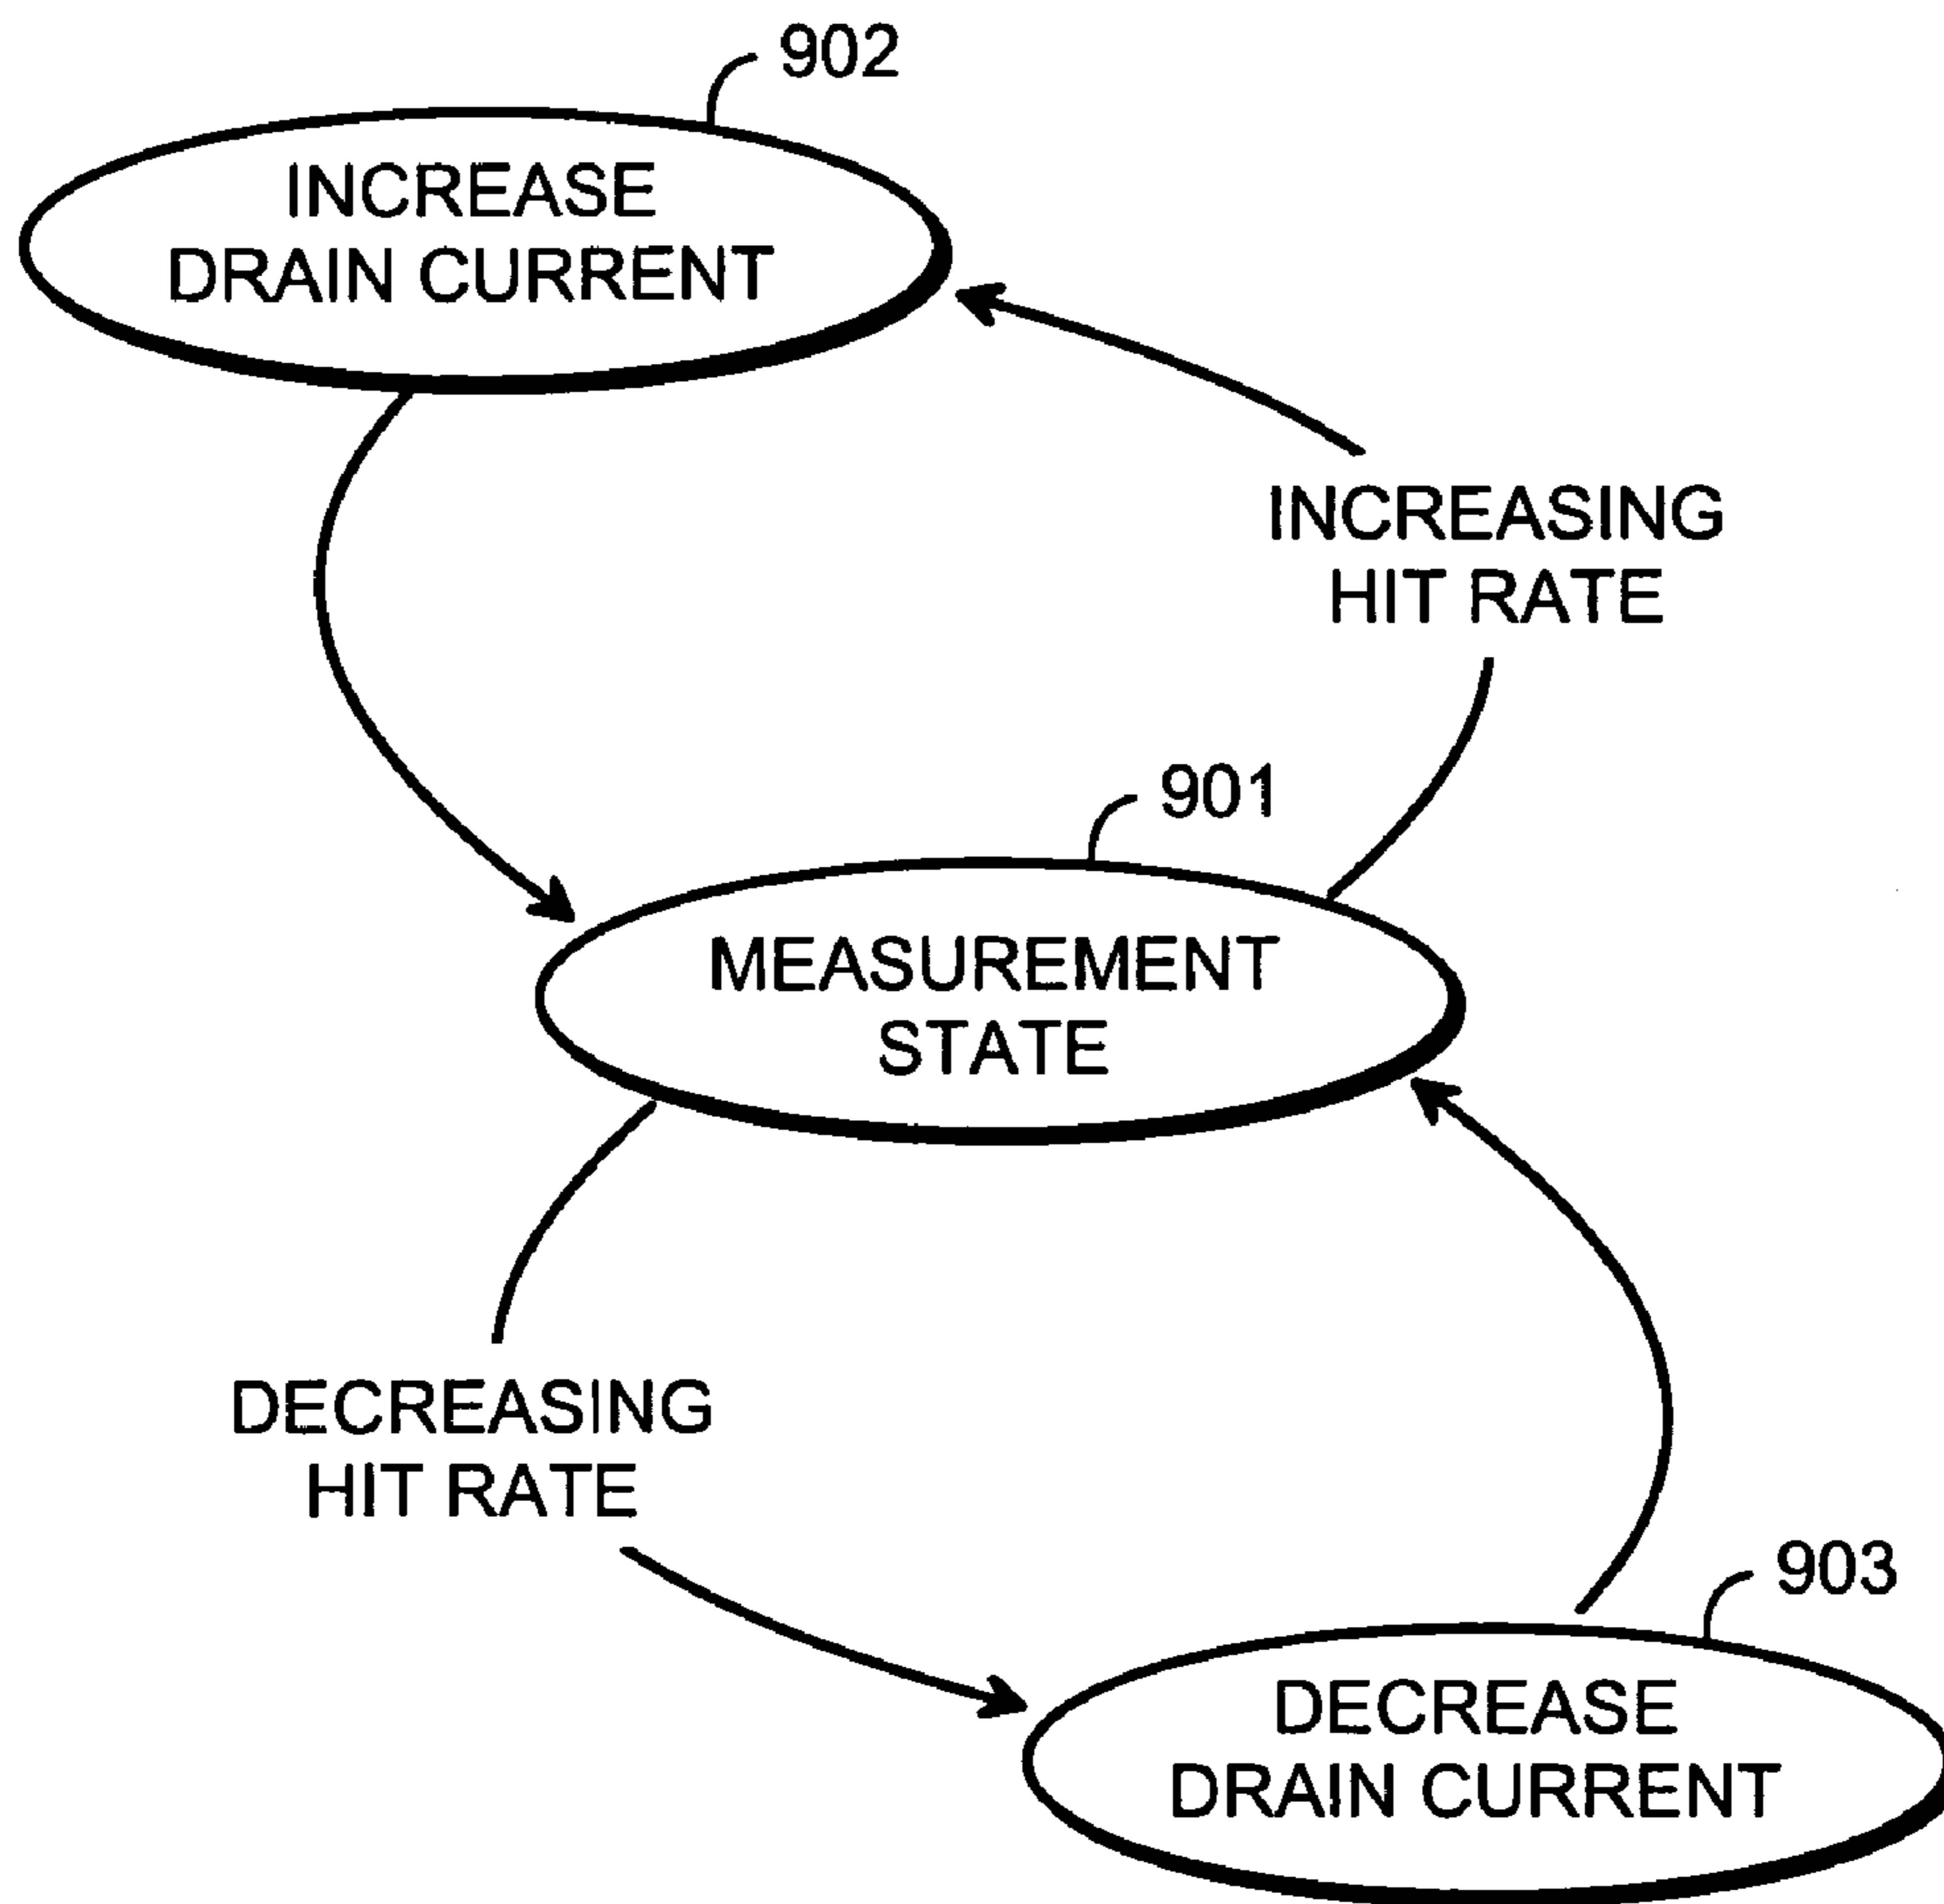 902
INCREASE
DRAIN CURRENT
INCREASING
HIT RATE
901
MEASUREMENT
STATE
DECREASING
HIT RATE
903
DECREASE
DRAIN CURRENT